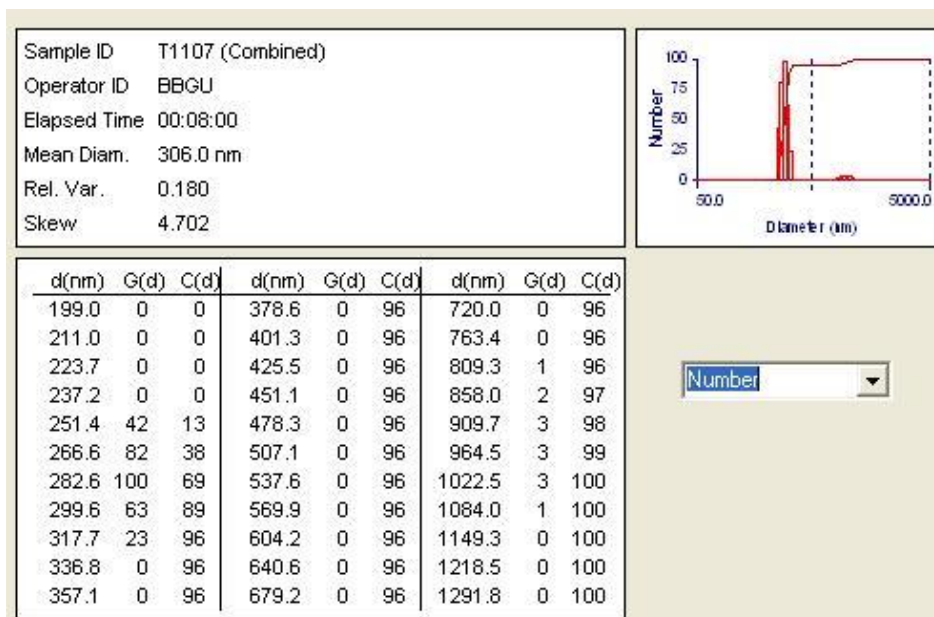 Sample ID T1107 (Combined)
Operator ID BBGU
Elapsed Time 00:08:00
Mean Diam. 306.0 nm
Rel. Var. 0.180
Skew 4.702
100
75
50
25
0
Number
50.0 5000.0
Diameter (nm)
d(nm) G(d) C(d) d(nm) G(d) C(d) d(nm) G(d) C(d)
199.0 0 0 378.6 0 96 720.0 0 96
211.0 0 0 401.3 0 96 763.4 0 96
223.7 0 0 425.5 0 96 809.3 1 96
237.2 0 0 451.1 0 96 858.0 2 97
251.4 42 13 478.3 0 96 909.7 3 98
266.6 82 38 507.1 0 96 964.5 3 99
282.6 100 69 537.6 0 96 1022.5 3 100
299.6 63 89 569.9 0 96 1084.0 1 100
317.7 23 96 604.2 0 96 1149.3 0 100
336.8 0 96 640.6 0 96 1218.5 0 100
357.1 0 96 679.2 0 96 1291.8 0 100
Number